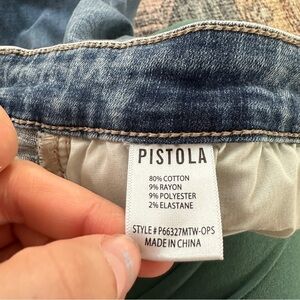 PISTOLA
80% COTTON
9% RAYON
9% POLYESTER
2% ELASTANE
STYLE # P66327MTW-OPS
MADE IN CHINA